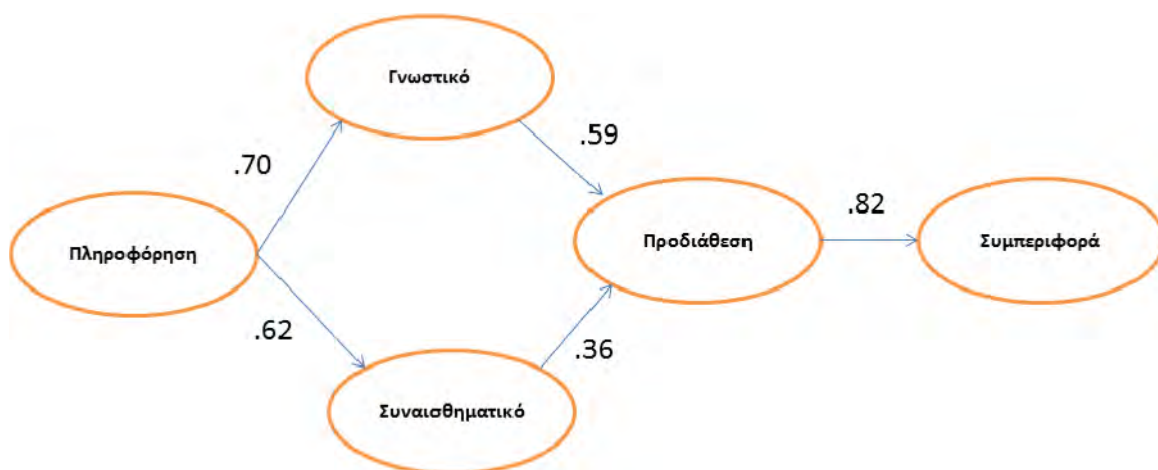 Γνωστικό
.59
.70
.82
Πληροφόρηση
Προδιάθεση
Συμπεριφορά
.62
.36
Συναισθηματικό